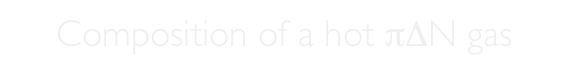 Composition of a hot πΔN gas